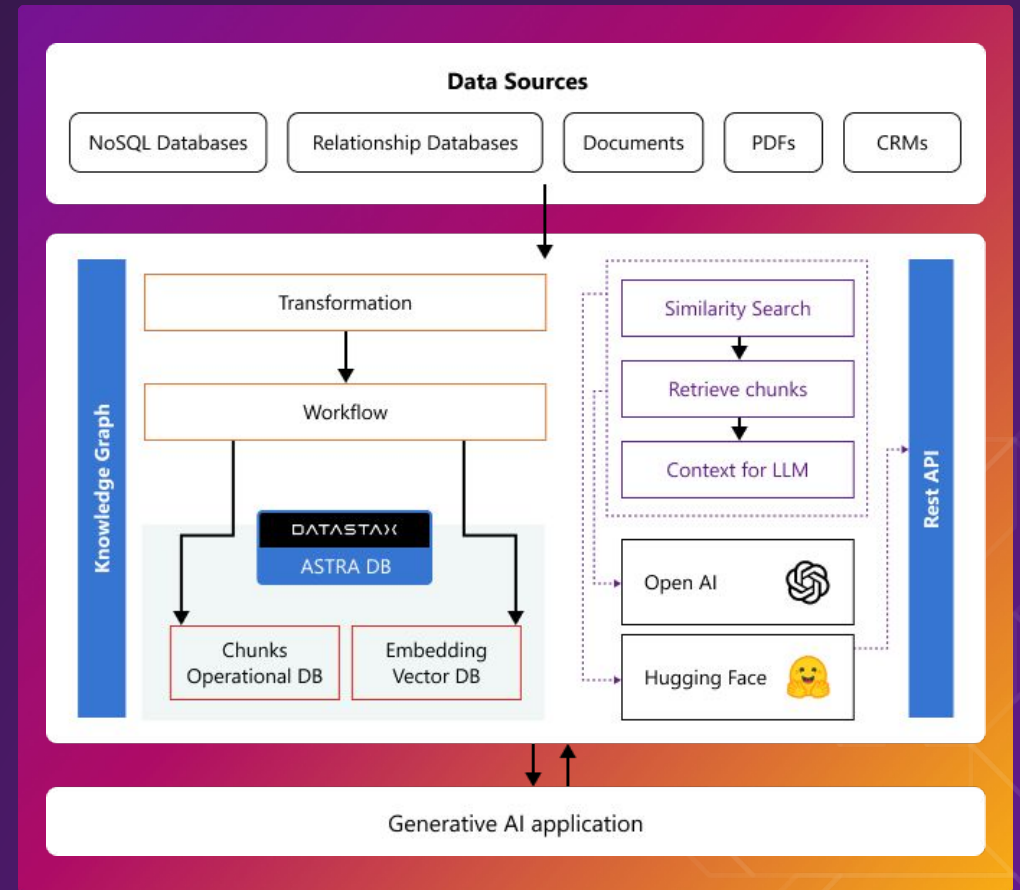 Data Sources
NoSQL Databases
Relationship Databases
Documents
PDFs
CRMs
Knowledge Graph
Transformation
Workflow
DATASTAX
ASTRA DB
Chunks
Operational DB
Embedding
Vector DB
Similarity Search
Retrieve chunks
Context for LLM
Open AI
Hugging Face
Rest API
Generative AI application